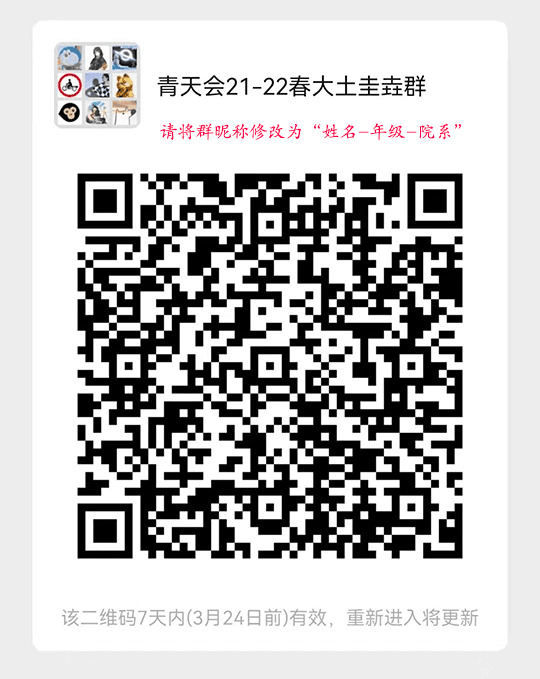 青天会21-22春大土圭垚群
请将群昵称修改为“姓名-年级-院系”
该二维码7天内(3月24日前)有效，重新进入将更新